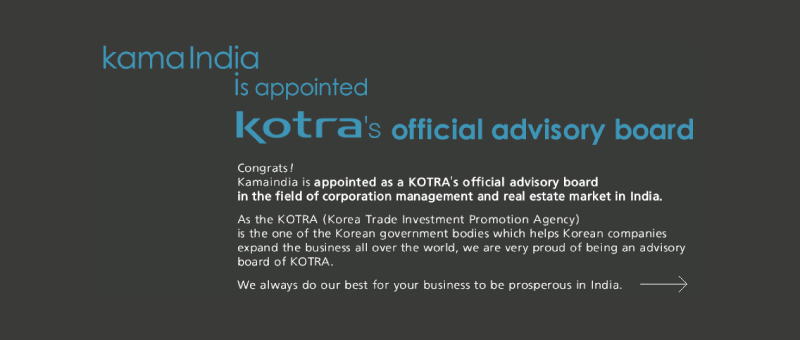 kamaIndia
is appointed
kotra's official advisory board
Congrats!
Kamaindia is appointed as a KOTRA's official advisory board
in the field of corporation management and real estate market in India.
As the KOTRA (Korea Trade Investment Promotion Agency)
is the one of the Korean government bodies which helps Korean companies
expand the business all over the world, we are very proud of being an advisory
board of KOTRA.
We always do our best for your business to be prosperous in India.